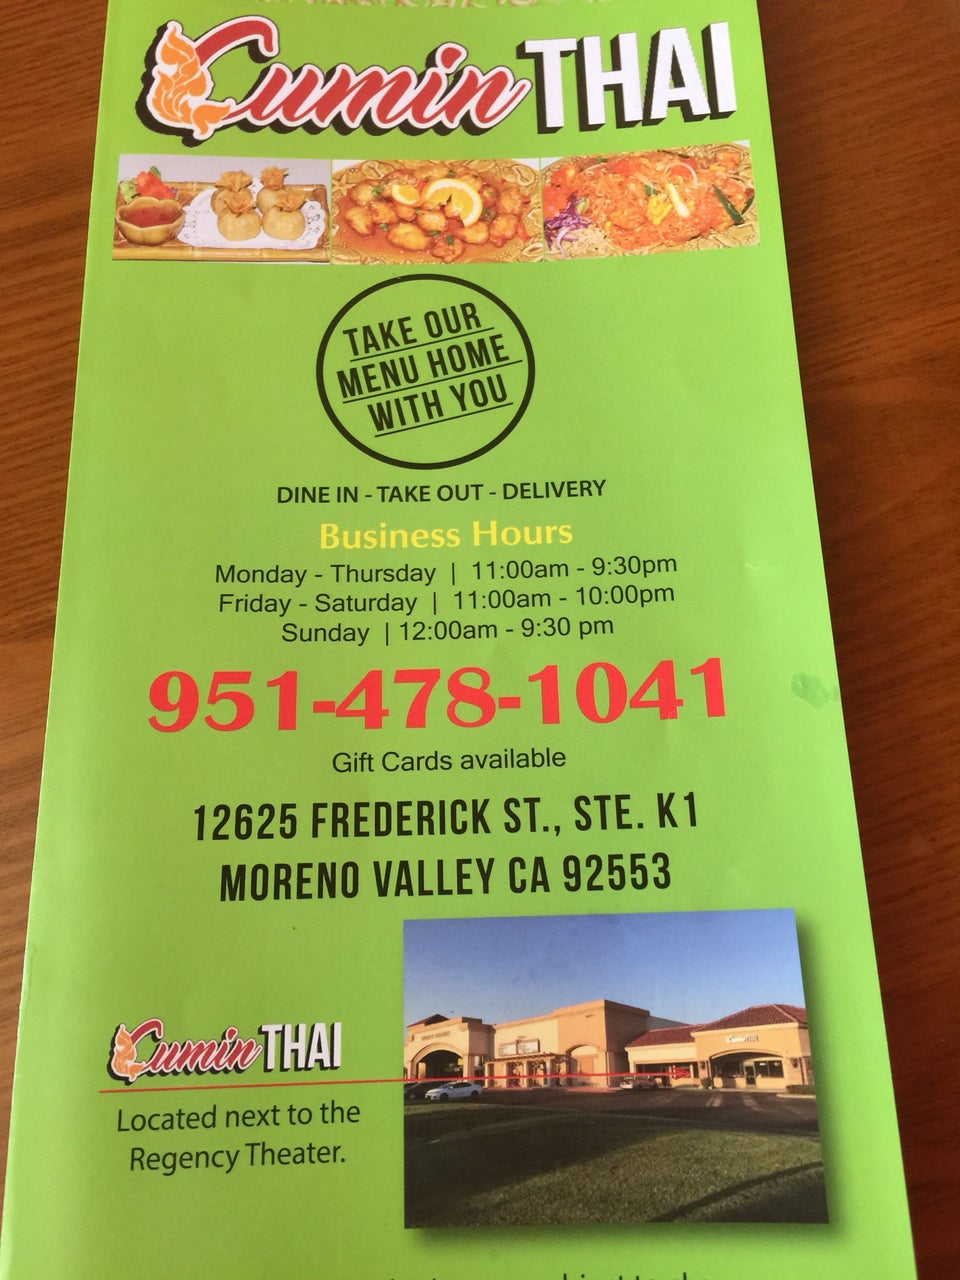 Cumin THAI
TAKE OUR
MENU HOME
WITH YOU
DINE IN - TAKE OUT - DELIVERY
Business Hours
Monday - Thursday | 11:00am - 9:30pm
Friday - Saturday | 11:00am - 10:00pm
Sunday | 12:00am - 9:30 pm
951-478-1041
Gift Cards available
12625 FREDERICK ST., STE. K1
MORENO VALLEY CA 92553
Cumin THAI
Located next to the
Regency Theater.